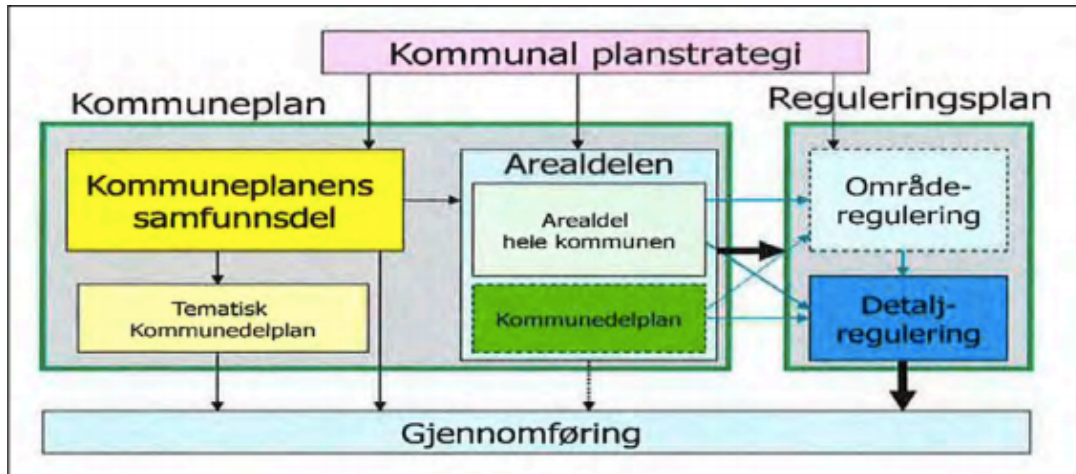 Kommunal planstrategi
Kommuneplan
Reguleringsplan
Kommuneplanens
samfunnsdel
Arealdelen
Arealdel
hele kommunen
Område-
regulering
Tematisk
Kommunedelplan
Kommunedelplan
Detalj-
regulering
Gjennomføring